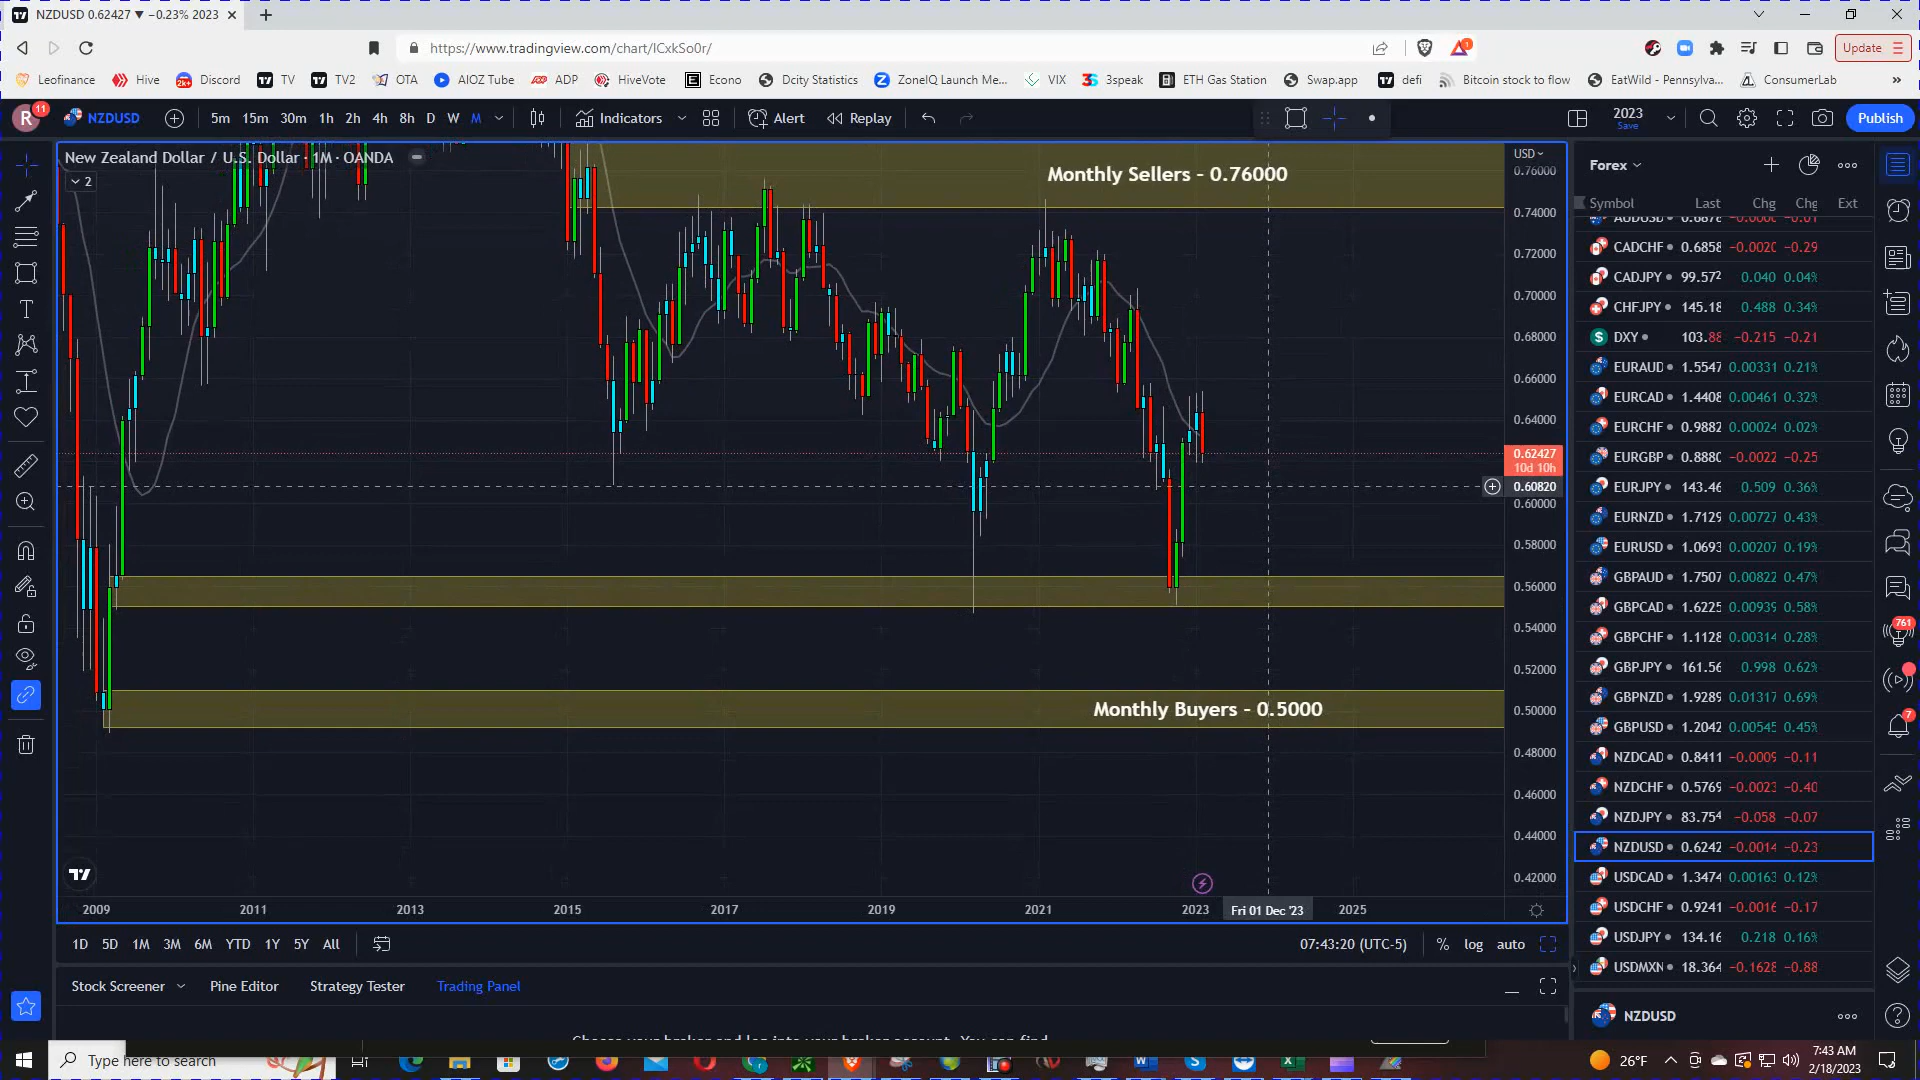 NZDUSD 0.62427 ▼ −0.23% 2023
https://www.tradingview.com/chart/lCxkSo0r/
Update
Leofinance Hive Discord TV TV2 OTA AIOZ Tube ADP HiveVote Econo Dcity Statistics ZoneIQ Launch Me... VIX 3speak ETH Gas Station Swap.app defi Bitcoin stock to flow EatWild - Pennsylva... ConsumerLab »
R 11 NZDUSD 5m 15m 30m 1h 2h 4h 8h D W M Indicators Alert Replay 2023 Save Publish
New Zealand Dollar / U.S. Dollar · 1M · OANDA
2
USD
Monthly Sellers - 0.76000
Monthly Buyers - 0.5000
0.76000
0.74000
0.72000
0.70000
0.68000
0.66000
0.64000
0.62427
10d 10h
0.60820
0.60000
0.58000
0.56000
0.54000
0.52000
0.50000
0.48000
0.46000
0.44000
0.42000
2009 2011 2013 2015 2017 2019 2021 2023 Fri 01 Dec '23 2025
1D 5D 1M 3M 6M YTD 1Y 5Y All 07:43:20 (UTC-5) % log auto
Stock Screener Pine Editor Strategy Tester Trading Panel
Forex
Symbol Last Chg Chg Ext
CADCHF 0.6858 −0.0020 −0.29
CADJPY 99.572 0.040 0.04%
CHFJPY 145.18 0.488 0.34%
DXY 103.88 −0.215 −0.21
EURAUD 1.5547 0.00331 0.21%
EURCAD 1.4408 0.00461 0.32%
EURCHF 0.9882 0.00024 0.02%
EURGBP 0.8880 −0.0022 −0.25
EURJPY 143.46 0.509 0.36%
EURNZD 1.7129 0.00727 0.43%
EURUSD 1.0693 0.00207 0.19%
GBPAUD 1.7507 0.00822 0.47%
GBPCAD 1.6225 0.00939 0.58%
GBPCHF 1.1128 0.00314 0.28%
GBPJPY 161.56 0.998 0.62%
GBPNZD 1.9289 0.01317 0.69%
GBPUSD 1.2042 0.00545 0.45%
NZDCAD 0.8411 −0.0009 −0.11
NZDCHF 0.5769 −0.0023 −0.40
NZDJPY 83.754 −0.058 −0.07
NZDUSD 0.6242 −0.0014 −0.23
USDCAD 1.3474 0.00163 0.12%
USDCHF 0.9241 −0.0016 −0.17
USDJPY 134.16 0.218 0.16%
USDMXN 18.364 −0.1628 −0.88
NZDUSD
761
7
Type here to search
26°F
7:43 AM
2/18/2023